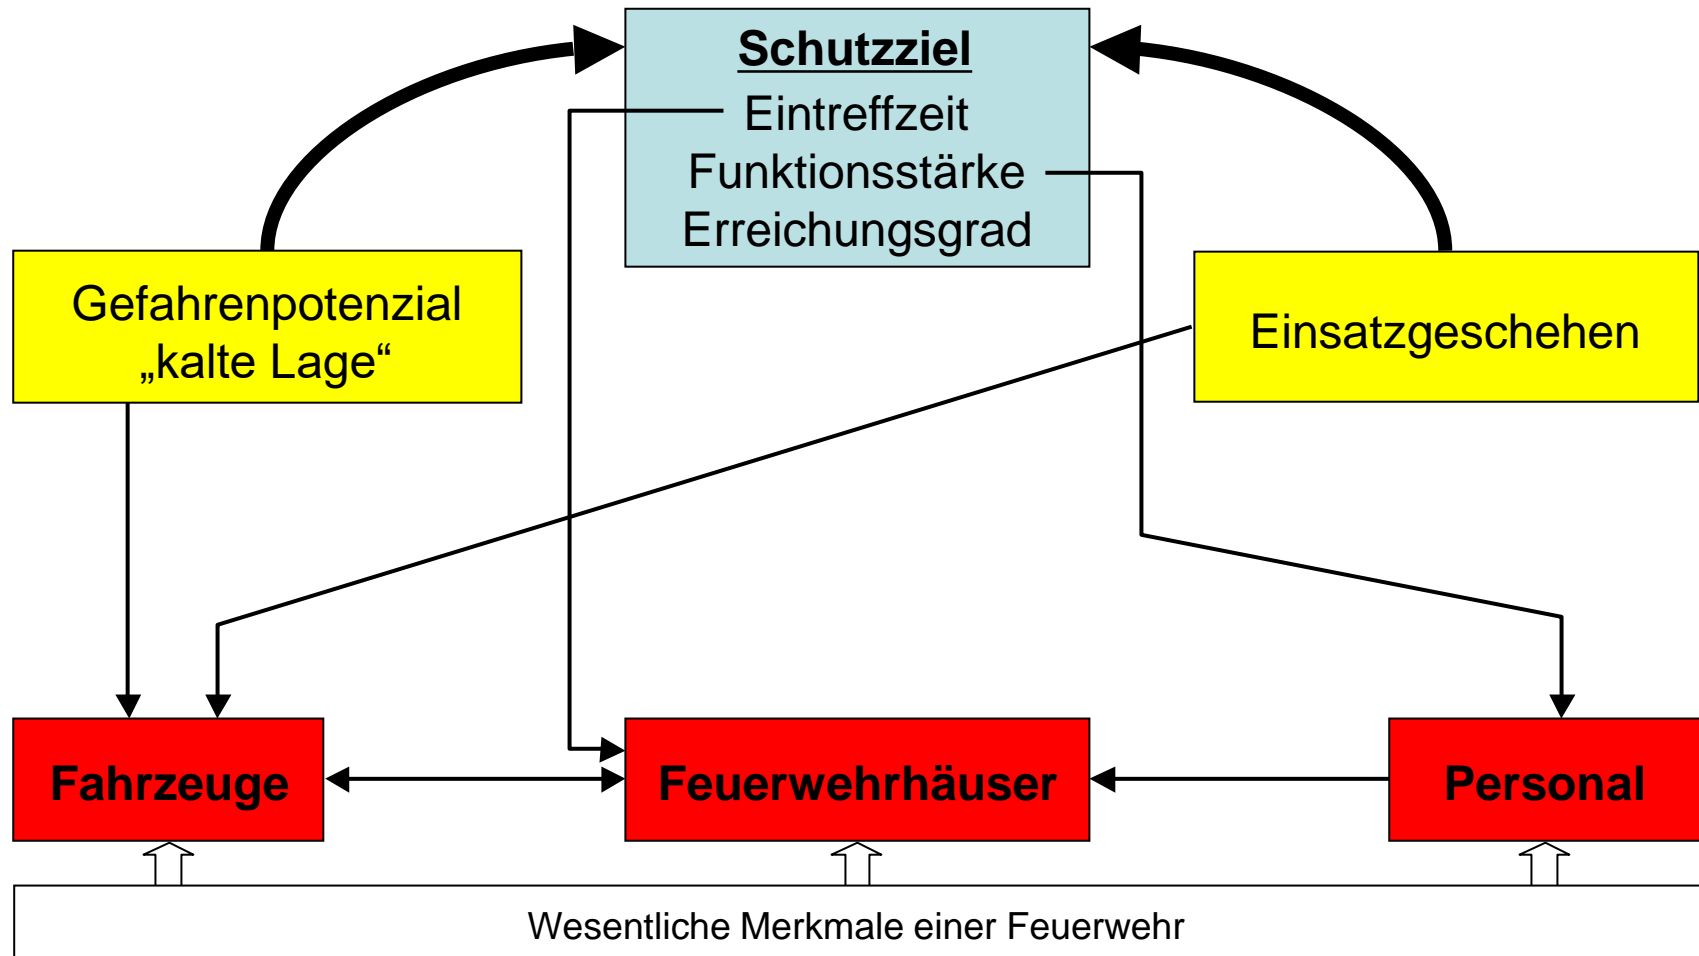 Schutzziel
Eintreffzeit
Funktionsstärke
Erreichungsgrad
Gefahrenpotenzial
„kalte Lage“
Einsatzgeschehen
Fahrzeuge
Feuerwehrhäuser
Personal
Wesentliche Merkmale einer Feuerwehr